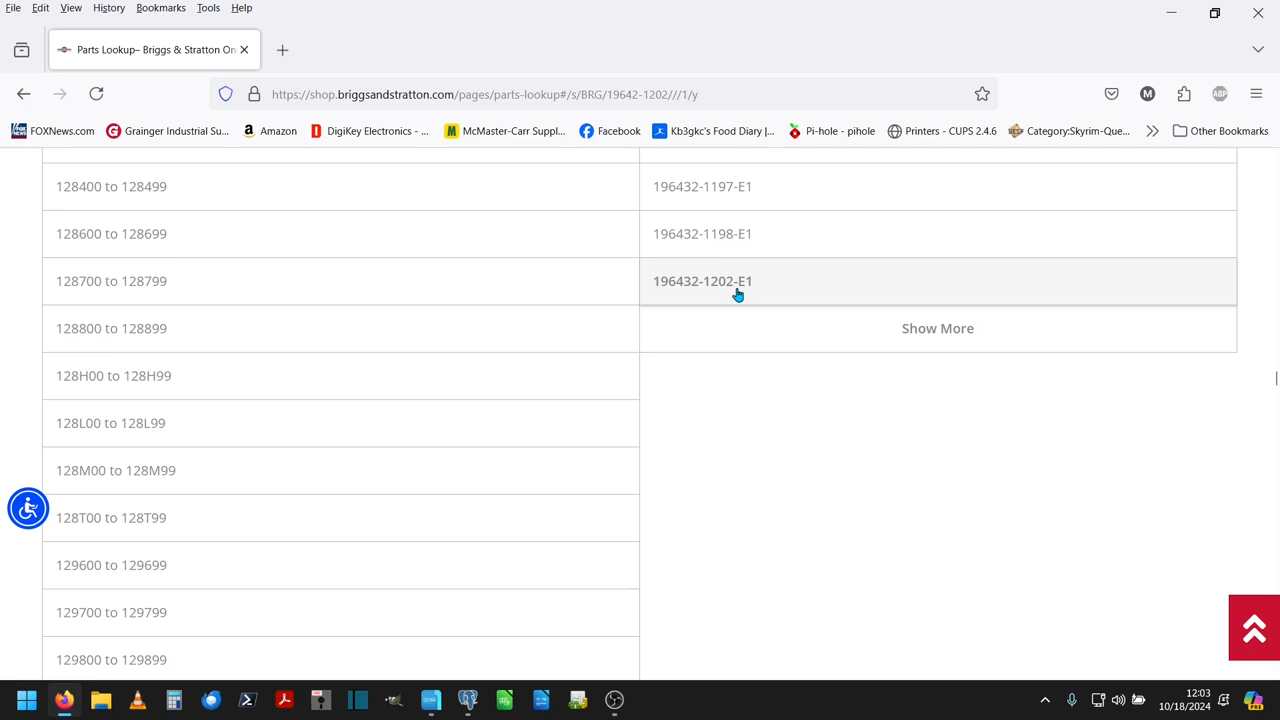 File Edit View History Bookmarks Tools Help
Parts Lookup– Briggs & Stratton On
https://shop.briggsandstratton.com/pages/parts-lookup#/s/BRG/19642-1202///1/y
M
ABP
FOXNews.com Grainger Industrial Su... Amazon DigiKey Electronics - ... McMaster-Carr Suppl... Facebook Kb3gkc's Food Diary |... Pi-hole - pihole Printers - CUPS 2.4.6 Category:Skyrim-Que... Other Bookmarks
128400 to 128499
196432-1197-E1
128600 to 128699
196432-1198-E1
128700 to 128799
196432-1202-E1
128800 to 128899
Show More
128H00 to 128H99
128L00 to 128L99
128M00 to 128M99
128T00 to 128T99
129600 to 129699
129700 to 129799
129800 to 129899
12:03
10/18/2024